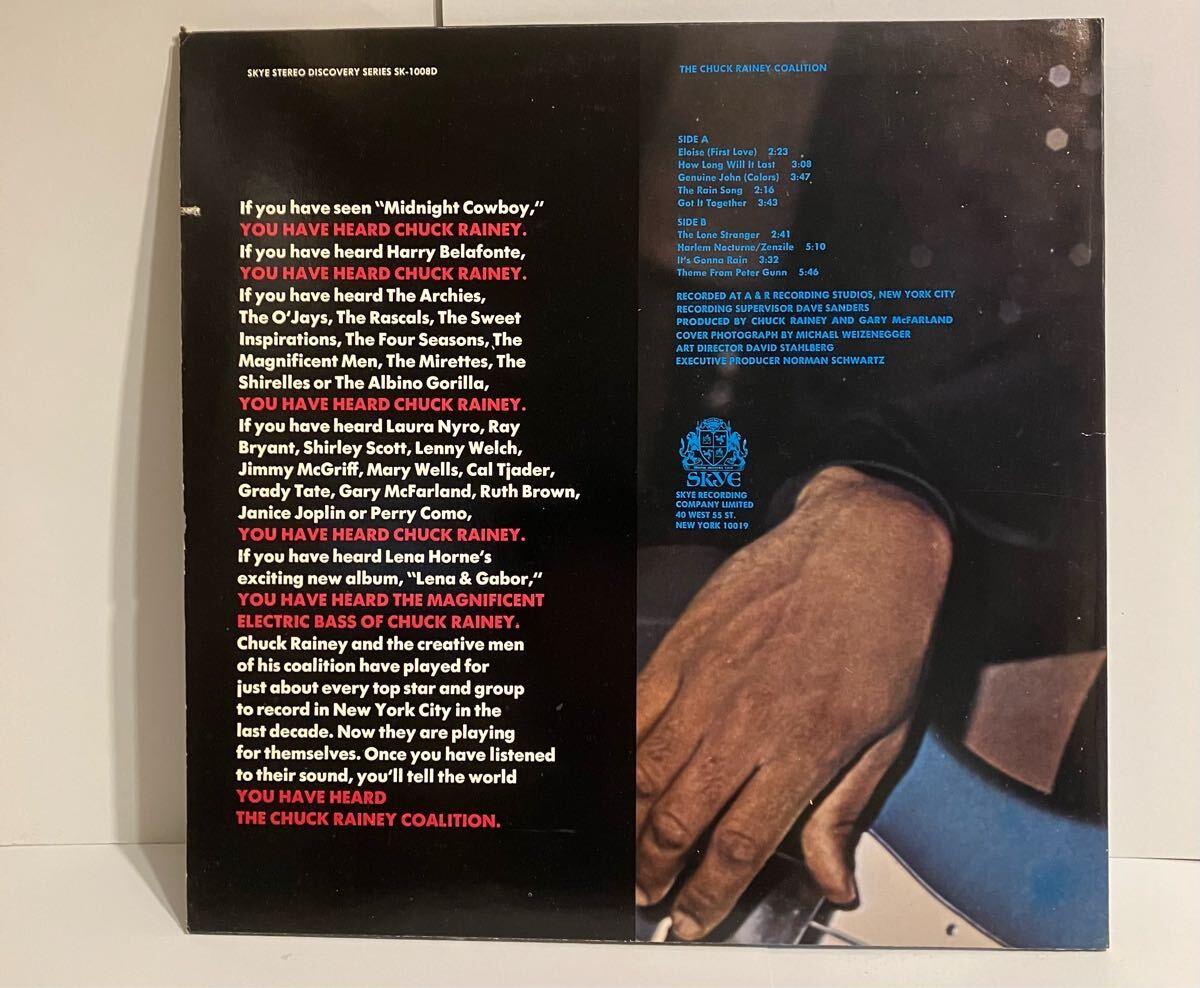 SKYE STEREO DISCOVERY SERIES SK-1008D
If you have seen "Midnight Cowboy,"
YOU HAVE HEARD CHUCK RAINEY.
If you have heard Harry Belafonte,
YOU HAVE HEARD CHUCK RAINEY.
If you have heard The Archies,
The O'Jays, The Rascals, The Sweet
Inspirations, The Four Seasons, The
Magnificent Men, The Mirettes, The
Shirelles or The Albino Gorilla,
YOU HAVE HEARD CHUCK RAINEY.
If you have heard Laura Nyro, Ray
Bryant, Shirley Scott, Lenny Welch,
Jimmy McGriff, Mary Wells, Cal Tjader,
Grady Tate, Gary McFarland, Ruth Brown,
Janice Joplin or Perry Como,
YOU HAVE HEARD CHUCK RAINEY.
If you have heard Lena Horne's
exciting new album, "Lena & Gabor,"
YOU HAVE HEARD THE MAGNIFICENT
ELECTRIC BASS OF CHUCK RAINEY.
Chuck Rainey and the creative men
of his coalition have played for
just about every top star and group
to record in New York City in the
last decade. Now they are playing
for themselves. Once you have listened
to their sound, you'll tell the world
YOU HAVE HEARD
THE CHUCK RAINEY COALITION.
THE CHUCK RAINEY COALITION
SIDE A
Eloise (First Love) 2:23
How Long Will It Last 3:08
Genuine John (Colors) 3:47
The Rain Song 2:16
Got It Together 3:43
SIDE B
The Lone Stranger 2:41
Harlem Nocturne/Zenzile 5:10
It's Gonna Rain 3:32
Theme From Peter Gunn 5:46
RECORDED AT A & R RECORDING STUDIOS, NEW YORK CITY
RECORDING SUPERVISOR DAVE SANDERS
PRODUCED BY CHUCK RAINEY AND GARY McFARLAND
COVER PHOTOGRAPH BY MICHAEL WEIZENEGGER
ART DIRECTOR DAVID STAHLBERG
EXECUTIVE PRODUCER NORMAN SCHWARTZ
SKYE
SKYE RECORDING
COMPANY LIMITED
40 WEST 55 ST.
NEW YORK 10019